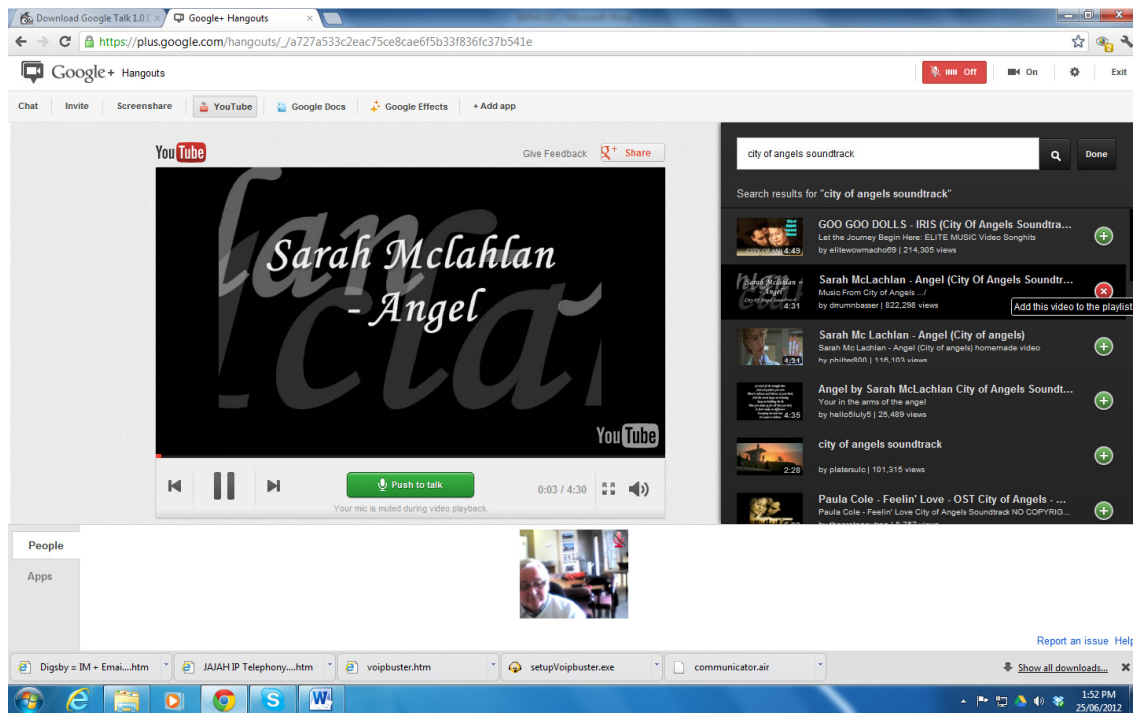 Download Google Talk 1.0.(
Google+ Hangouts
https://plus.google.com/hangouts/_/a727a533c2eac75ce8cae6f5b33f836fc37b541e
Google+ Hangouts
Off
On
Exit
Chat Invite Screenshare YouTube Google Docs Google Effects + Add app
YouTube
Give Feedback
Share
Sarah Mclahlan
- Angel
YouTube
Push to talk
0:03 / 4:30
Your mic is muted during video playback.
city of angels soundtrack
Done
Search results for "city of angels soundtrack"
GOO GOO DOLLS - IRIS (City Of Angels Soundtra...
Let the Journey Begin Here: ELITE MUSIC Video Songhits
by elitewowmacho69 | 214,305 views
4:49
Sarah McLachlan - Angel (City Of Angels Soundtr...
Music From City of Angels .../
by drumnbasser | 822,298 views
4:31
Add this video to the playlist
Sarah Mc Lachlan - Angel (City of angels)
Sarah Mc Lachlan - Angel (City of angels) homemade video
by philter800 | 116,103 views
4:31
Angel by Sarah McLachlan City of Angels Soundt...
Your in the arms of the angel
by hello5luly5 | 25,489 views
4:35
city of angels soundtrack
by platersulo | 101,315 views
2:28
Paula Cole - Feelin' Love - OST City of Angels - ...
Paula Cole - Feelin' Love City of Angels Soundtrack NO COPYRIG...
People
Apps
Report an issue Help
Digsby = IM + Emai....htm
JAJAH IP Telephony....htm
voipbuster.htm
setupVoipbuster.exe
communicator.air
Show all downloads...
1:52 PM
25/06/2012